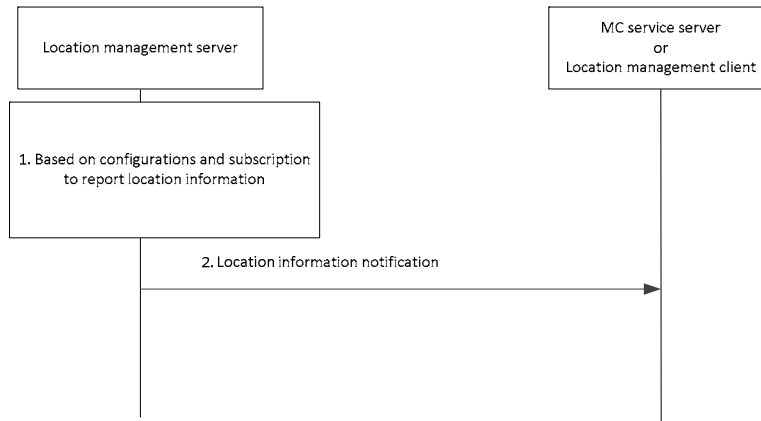 Location management server
MC service server
or
Location management client
1. Based on configurations and subscription
to report location information
2. Location information notification